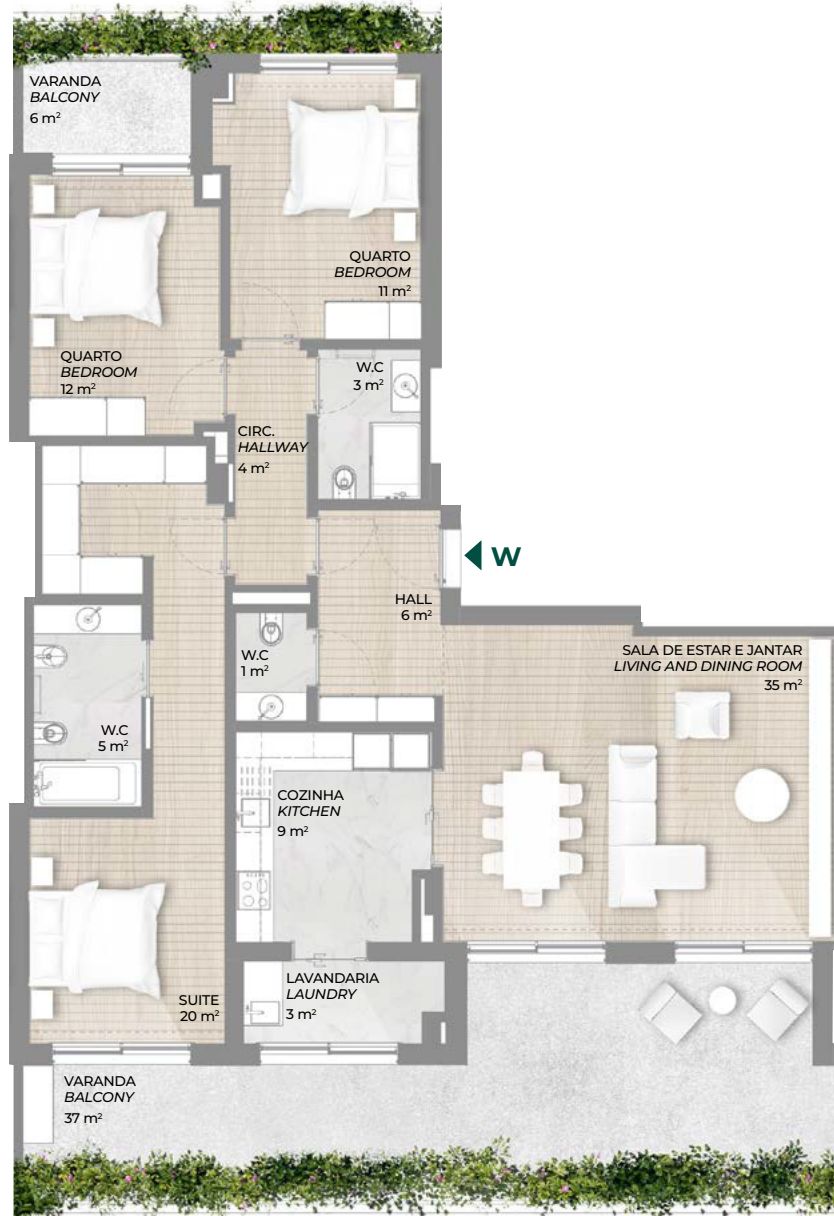 VARANDA
BALCONY
6 m²
QUARTO
BEDROOM
11 m²
QUARTO
BEDROOM
12 m²
W.C
3 m²
CIRC.
HALLWAY
4 m²
W
HALL
6 m²
SALA DE ESTAR E JANTAR
LIVING AND DINING ROOM
35 m²
W.C
1 m²
W.C
5 m²
COZINHA
KITCHEN
9 m²
SUITE
20 m²
LAVANDARIA
LAUNDRY
3 m²
VARANDA
BALCONY
37 m²